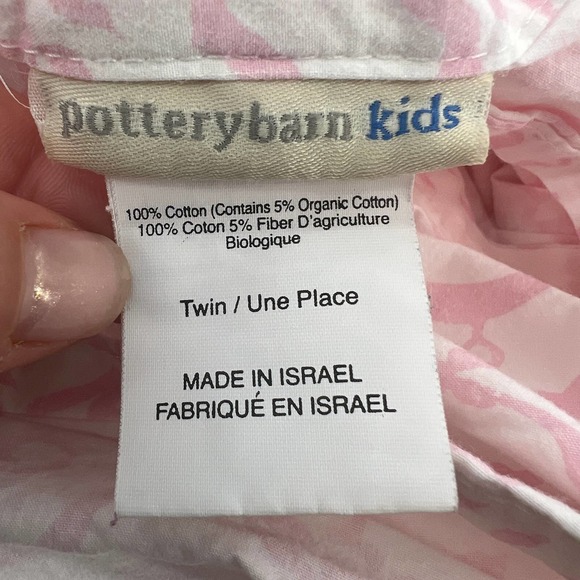 potterybarn kids
100% Cotton (Contains 5% Organic Cotton)
100% Coton 5% Fiber D'agriculture
Biologique
Twin / Une Place
MADE IN ISRAEL
FABRIQUÉ EN ISRAEL